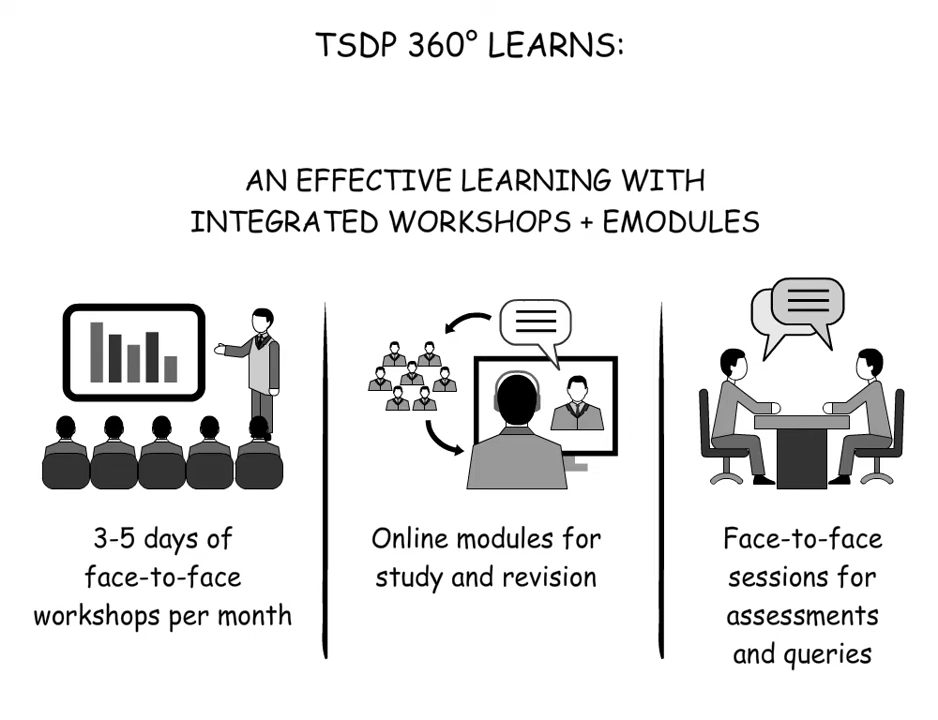 TSDP 360° LEARNS:
AN EFFECTIVE LEARNING WITH
INTEGRATED WORKSHOPS + EMODULES
3-5 days of
face-to-face
workshops per month
Online modules for
study and revision
Face-to-face
sessions for
assessments
and queries